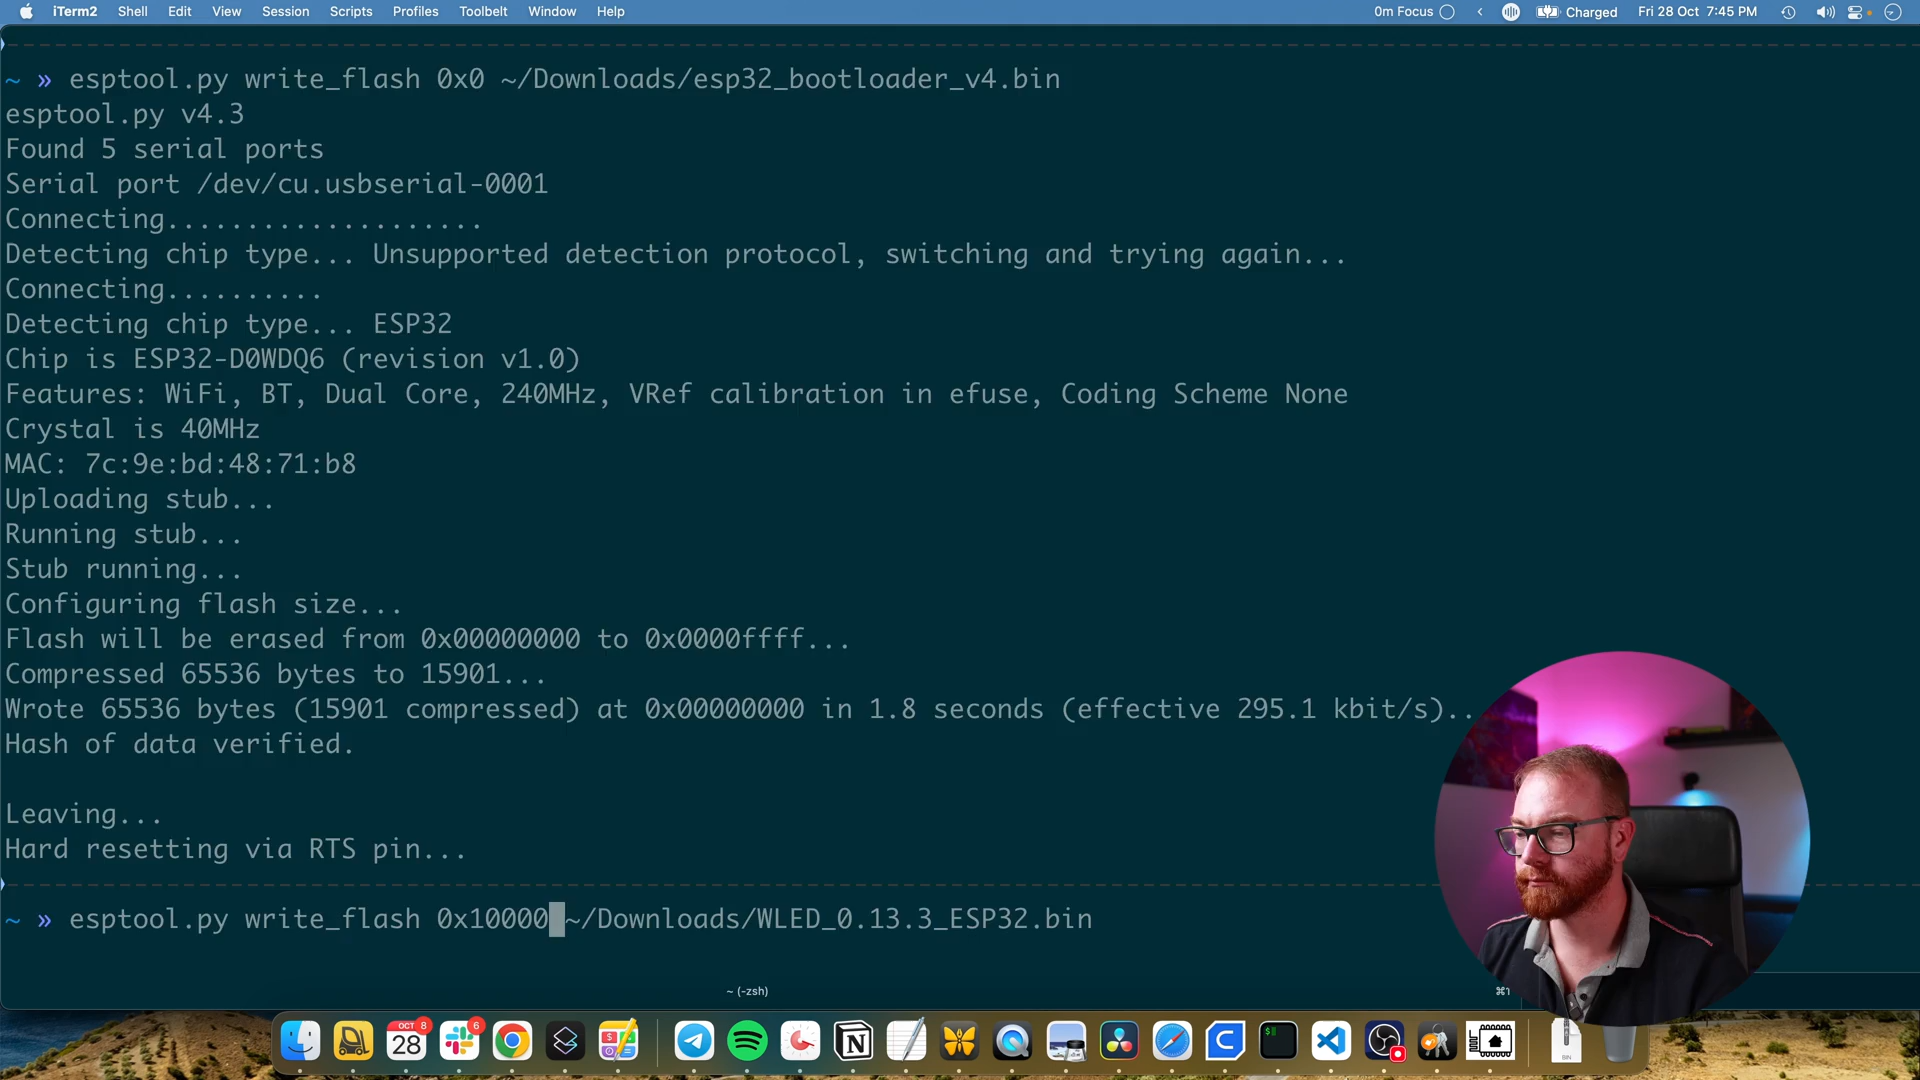 iTerm2 Shell Edit View Session Scripts Profiles Toolbelt Window Help 0m Focus Charged Fri 28 Oct 7:45 PM
~ » esptool.py write_flash 0x0 ~/Downloads/esp32_bootloader_v4.bin
esptool.py v4.3
Found 5 serial ports
Serial port /dev/cu.usbserial-0001
Connecting....................
Detecting chip type... Unsupported detection protocol, switching and trying again...
Connecting..........
Detecting chip type... ESP32
Chip is ESP32-D0WDQ6 (revision v1.0)
Features: WiFi, BT, Dual Core, 240MHz, VRef calibration in efuse, Coding Scheme None
Crystal is 40MHz
MAC: 7c:9e:bd:48:71:b8
Uploading stub...
Running stub...
Stub running...
Configuring flash size...
Flash will be erased from 0x00000000 to 0x0000ffff...
Compressed 65536 bytes to 15901...
Wrote 65536 bytes (15901 compressed) at 0x00000000 in 1.8 seconds (effective 295.1 kbit/s)..
Hash of data verified.
Leaving...
Hard resetting via RTS pin...
~ » esptool.py write_flash 0x10000 ~/Downloads/WLED_0.13.3_ESP32.bin
~ (-zsh)
⌘1
OCT 8
28
6
BIN